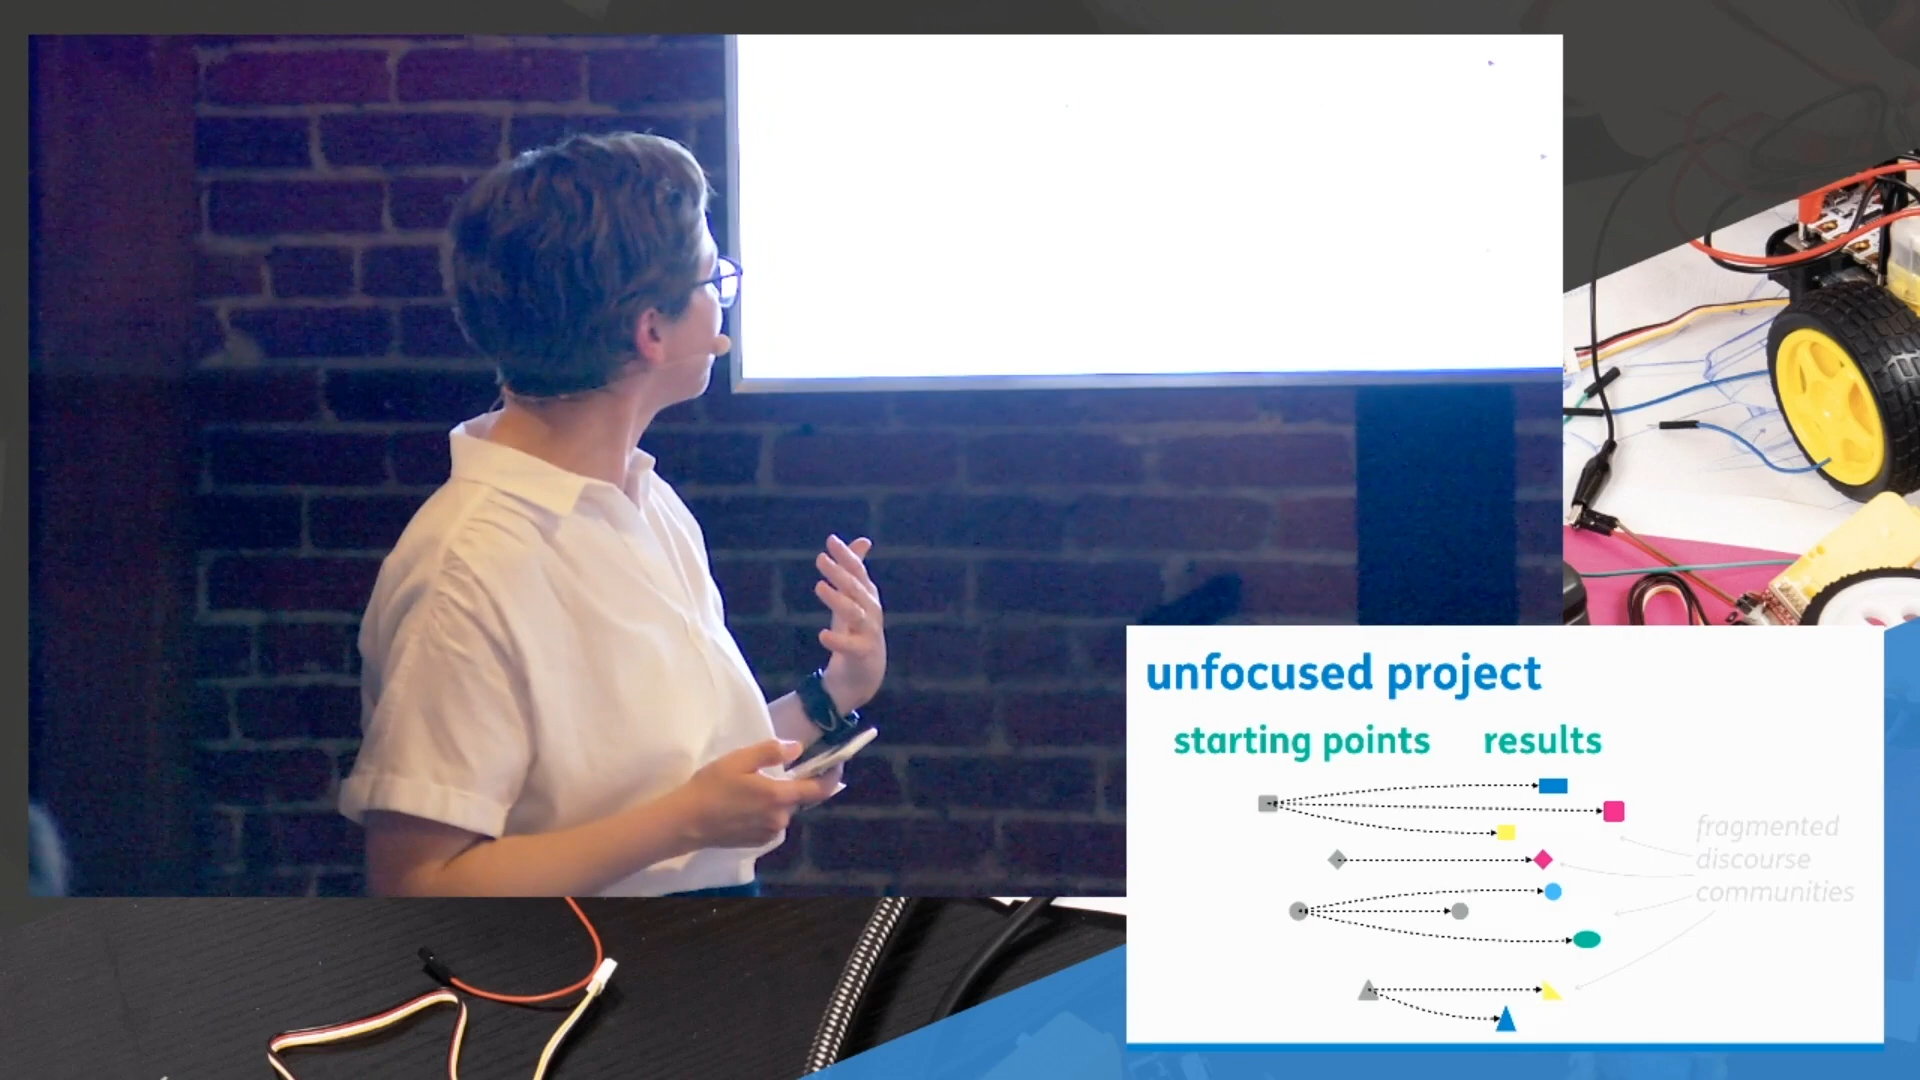 unfocused project
starting points results
fragmented
discourse
communities